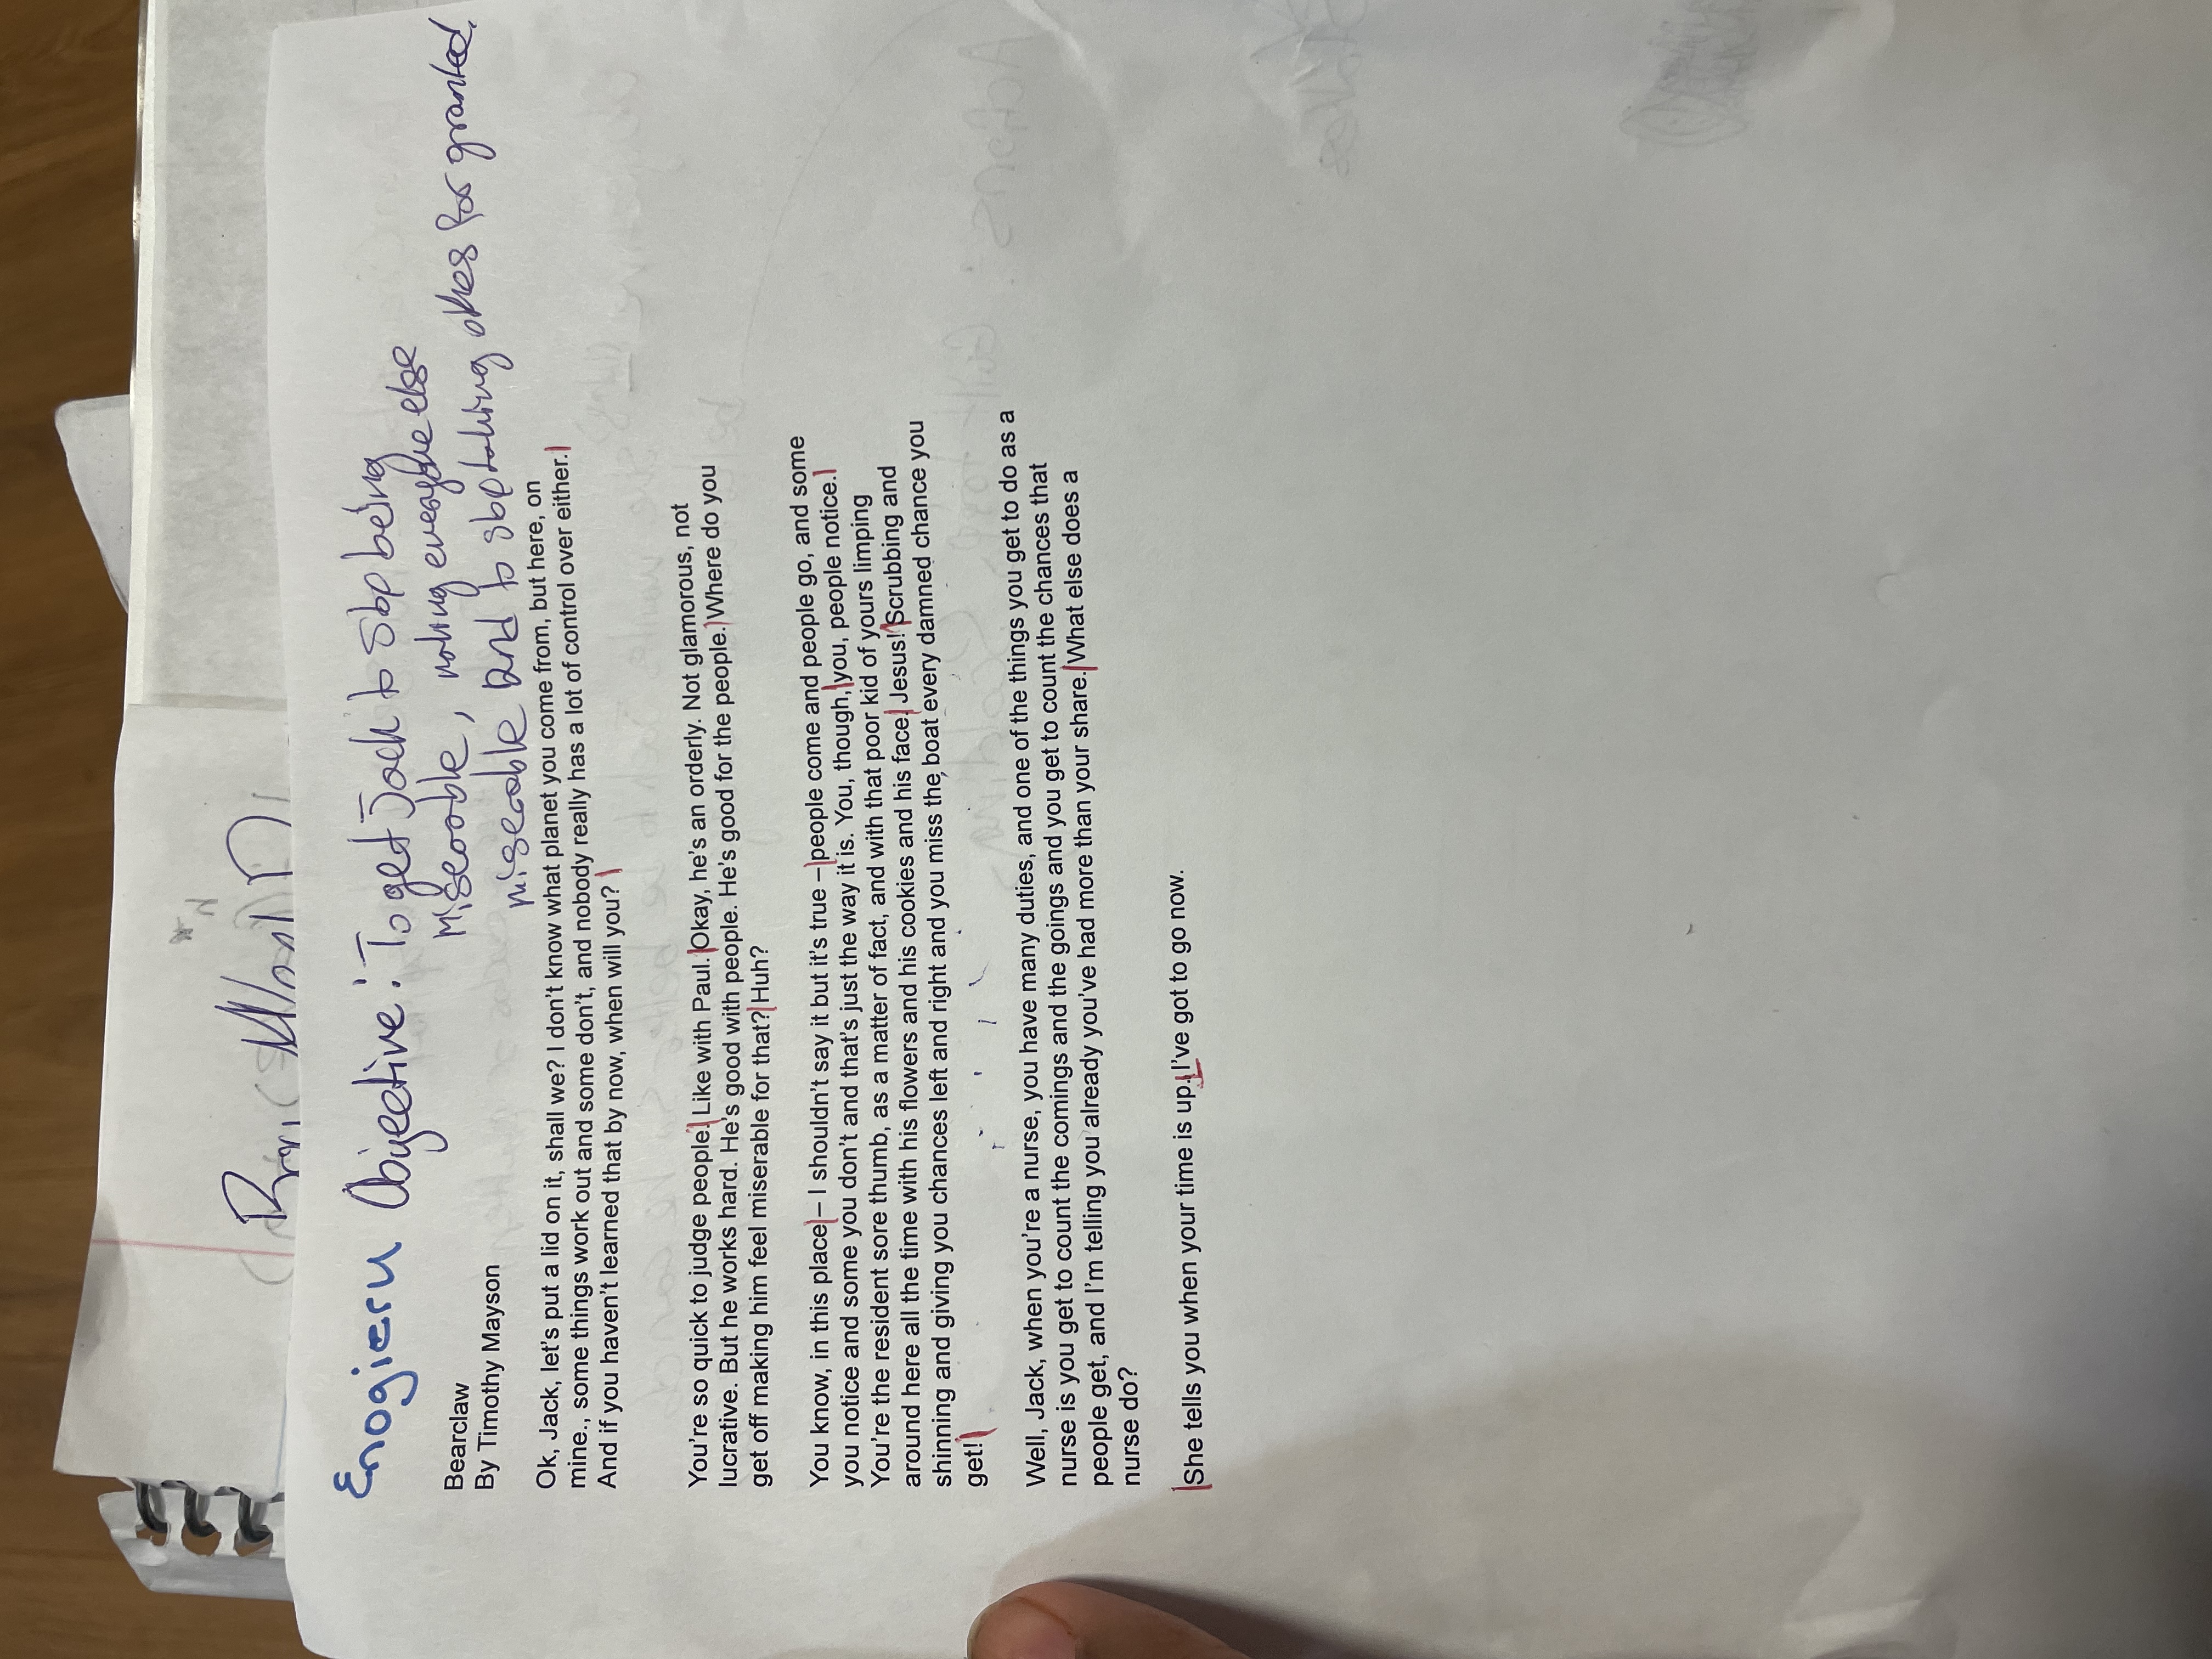 Enogieru Objective: To get Jack to stop being
Miserable, making everyone else
miserable and to stop taking others for granted.
Bearclaw
By Timothy Mayson
Ok, Jack, let's put a lid on it, shall we? I don't know what planet you come from, but here, on
mine., some things work out and some don't, and nobody really has a lot of control over either.
And if you haven't learned that by now, when will you?
You're so quick to judge people. Like with Paul. Okay, he's an orderly. Not glamorous, not
lucrative. But he works hard. He's good with people. He's good for the people. Where do you
get off making him feel miserable for that? Huh?
You know, in this place – I shouldn't say it but it's true – people come and people go, and some
you notice and some you don't and that's just the way it is. You, though, you, people notice.
You're the resident sore thumb, as a matter of fact, and with that poor kid of yours limping
around here all the time with his flowers and his cookies and his face. Jesus! Scrubbing and
shinning and giving you chances left and right and you miss the boat every damned chance you
get!
Well, Jack, when you're a nurse, you have many duties, and one of the things you get to do as a
nurse is you get to count the comings and the goings and you get to count the chances that
people get, and I'm telling you already you've had more than your share. What else does a
nurse do?
She tells you when your time is up. I've got to go now.